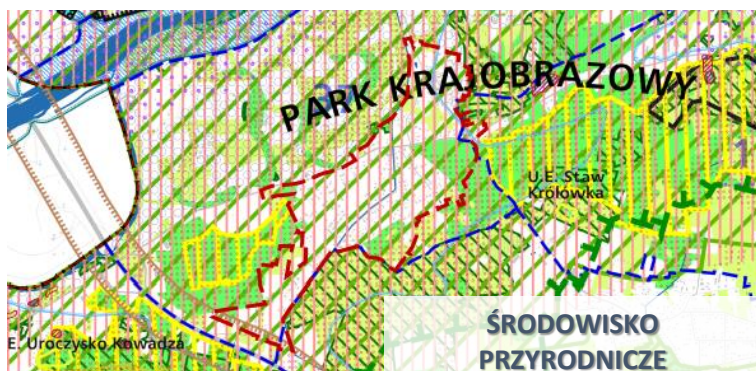 PARK KRAJOBRAZOWY
U.E. Staw
Królówka
E. Uroczysko Kowadza
ŚRODOWISKO
PRZYRODNICZE